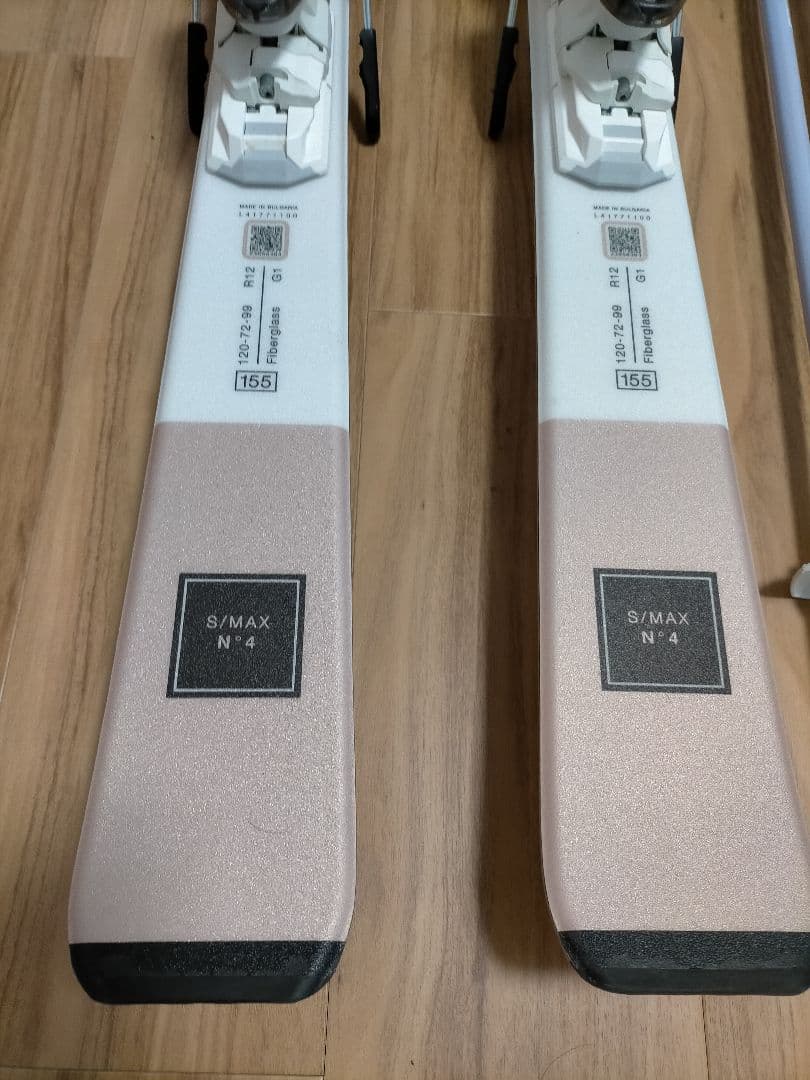 MADE IN BULGARIA
L41771100
R12
G1
120-72-99
Fiberglass
155
S/MAX
N°4
MADE IN BULGARIA
L41771100
R12
G1
120-72-99
Fiberglass
155
S/MAX
N°4